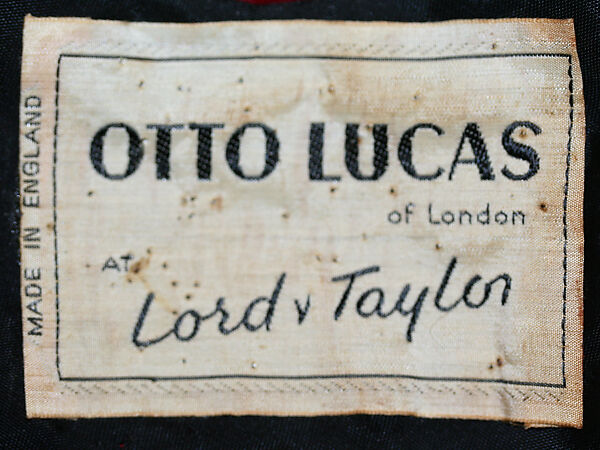 OTTO LUCAS
of London
AT
Lord v Taylor
MADE IN ENGLAND